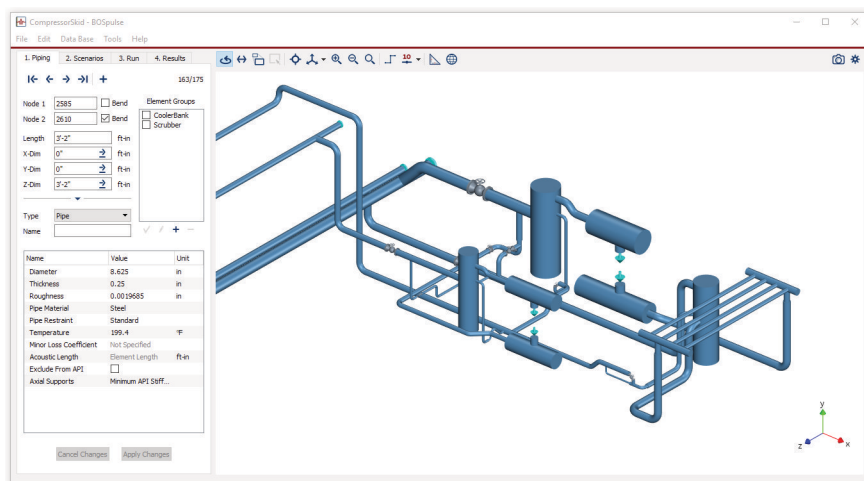 CompressorSkid - BOSpulse
File Edit Data Base Tools Help
1. Piping 2. Scenarios 3. Run 4. Results
163/175
Node 1 2585 Bend Element Groups
Node 2 2610 Bend CoolerBank
Scrubber
Length 3'-2" ft-in
X-Dim 0" ft-in
Y-Dim 0" ft-in
Z-Dim 3'-2" ft-in
Type Pipe
Name
Name Value Unit
Diameter 8.625 in
Thickness 0.25 in
Roughness 0.0019685 in
Pipe Material Steel
Pipe Restraint Standard
Temperature 199.4 °F
Minor Loss Coefficient Not Specified
Acoustic Length Element Length ft-in
Exclude From API
Axial Supports Minimum API Stiff...
Cancel Changes Apply Changes
10
y
z x